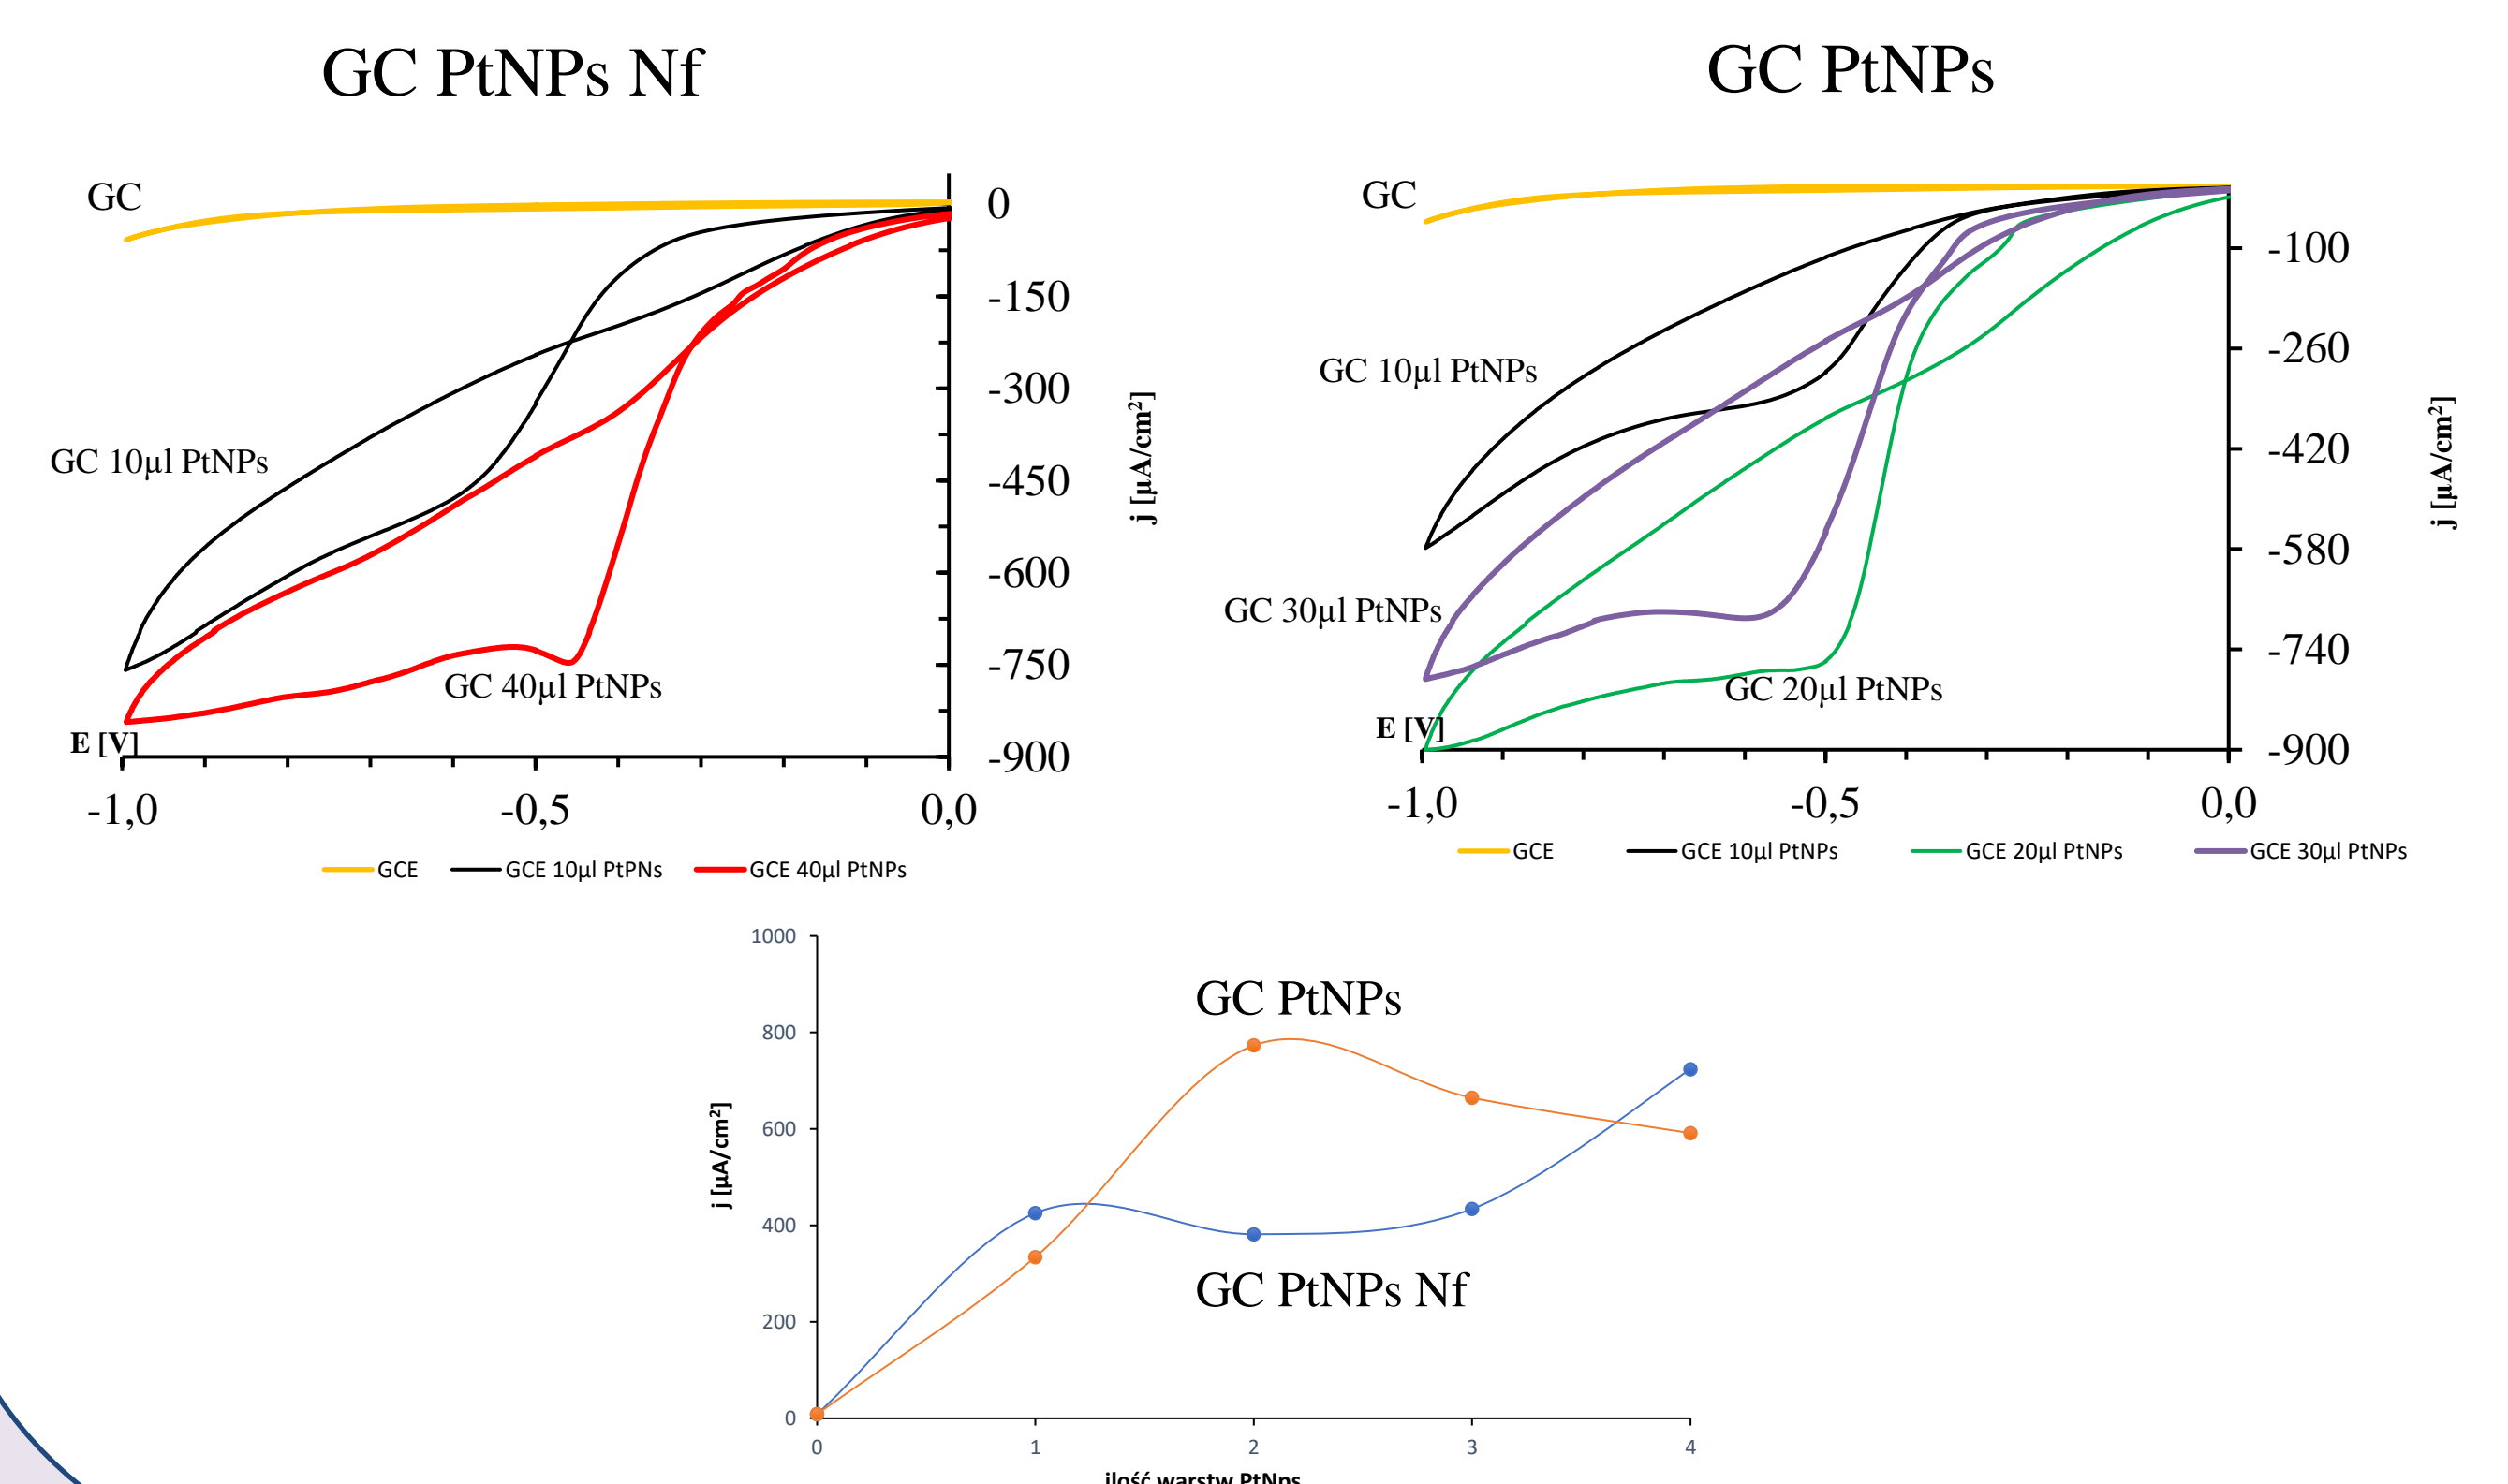 GC PtNPs Nf
GC
0
-150
-300
-450
-600
-750
-900
j [µA/cm²]
GC 10µl PtNPs
GC 40µl PtNPs
E [V]
-1,0 -0,5 0,0
GCE GCE 10µl PtPNs GCE 40µl PtNPs
GC PtNPs
GC
-100
-260
-420
-580
-740
-900
j [µA/cm²]
GC 10µl PtNPs
GC 30µl PtNPs
GC 20µl PtNPs
E [V]
-1,0 -0,5 0,0
GCE GCE 10µl PtNPs GCE 20µl PtNPs GCE 30µl PtNPs
1000
800
600
400
200
0
j [µA/cm²]
GC PtNPs
GC PtNPs Nf
0 1 2 3 4
ilość warstw PtNps